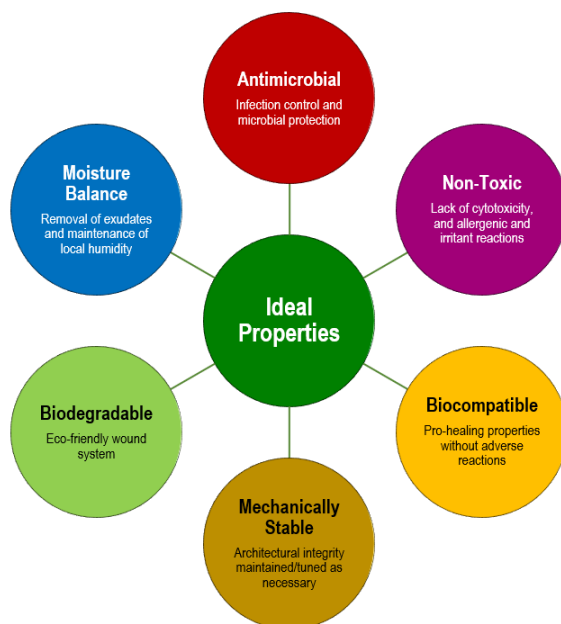 Antimicrobial
Infection control and
microbial protection
Moisture
Balance
Removal of exudates
and maintenance of
local humidity
Non-Toxic
Lack of cytotoxicity,
and allergenic and
irritant reactions
Ideal
Properties
Biodegradable
Eco-friendly wound
system
Biocompatible
Pro-healing properties
without adverse
reactions
Mechanically
Stable
Architectural integrity
maintained/tuned as
necessary